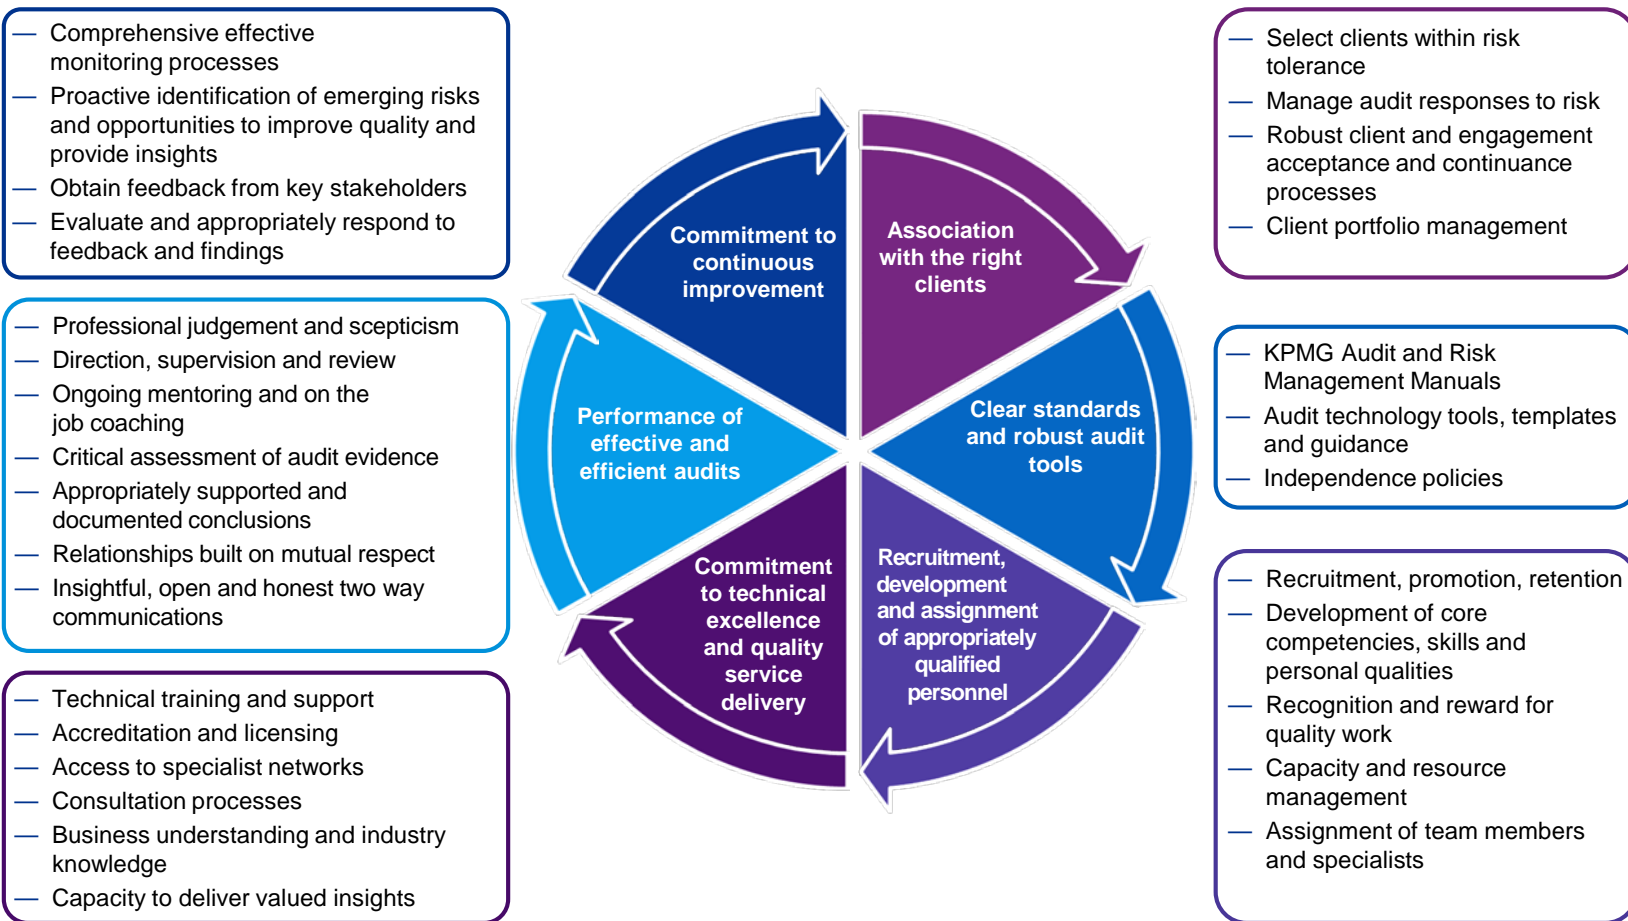 — Comprehensive effective
monitoring processes
— Proactive identification of emerging risks
and opportunities to improve quality and
provide insights
— Obtain feedback from key stakeholders
— Evaluate and appropriately respond to
feedback and findings
— Professional judgement and scepticism
— Direction, supervision and review
— Ongoing mentoring and on the
job coaching
— Critical assessment of audit evidence
— Appropriately supported and
documented conclusions
— Relationships built on mutual respect
— Insightful, open and honest two way
communications
— Technical training and support
— Accreditation and licensing
— Access to specialist networks
— Consultation processes
— Business understanding and industry
knowledge
— Capacity to deliver valued insights
Commitment to
continuous
improvement
Association
with the right
clients
Performance of
effective and
efficient audits
Clear standards
and robust audit
tools
Commitment
to technical
excellence
and quality
service
delivery
Recruitment,
development
and assignment
of appropriately
qualified
personnel
— Select clients within risk
tolerance
— Manage audit responses to risk
— Robust client and engagement
acceptance and continuance
processes
— Client portfolio management
— KPMG Audit and Risk
Management Manuals
— Audit technology tools, templates
and guidance
— Independence policies
— Recruitment, promotion, retention
— Development of core
competencies, skills and
personal qualities
— Recognition and reward for
quality work
— Capacity and resource
management
— Assignment of team members
and specialists